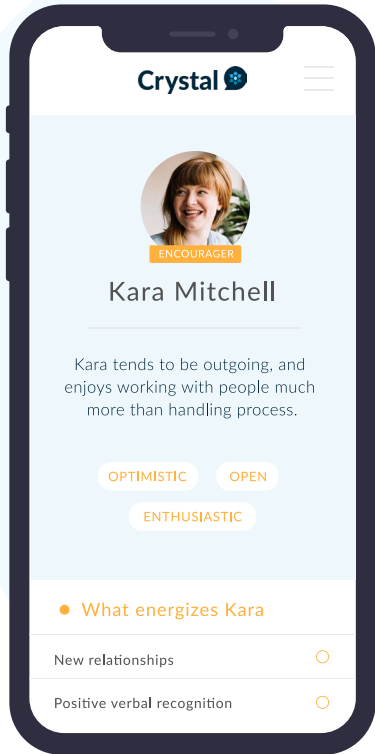 Crystal
ENCOURAGER
Kara Mitchell
Kara tends to be outgoing, and
enjoys working with people much
more than handling process.
OPTIMISTIC OPEN
ENTHUSIASTIC
What energizes Kara
New relationships
Positive verbal recognition